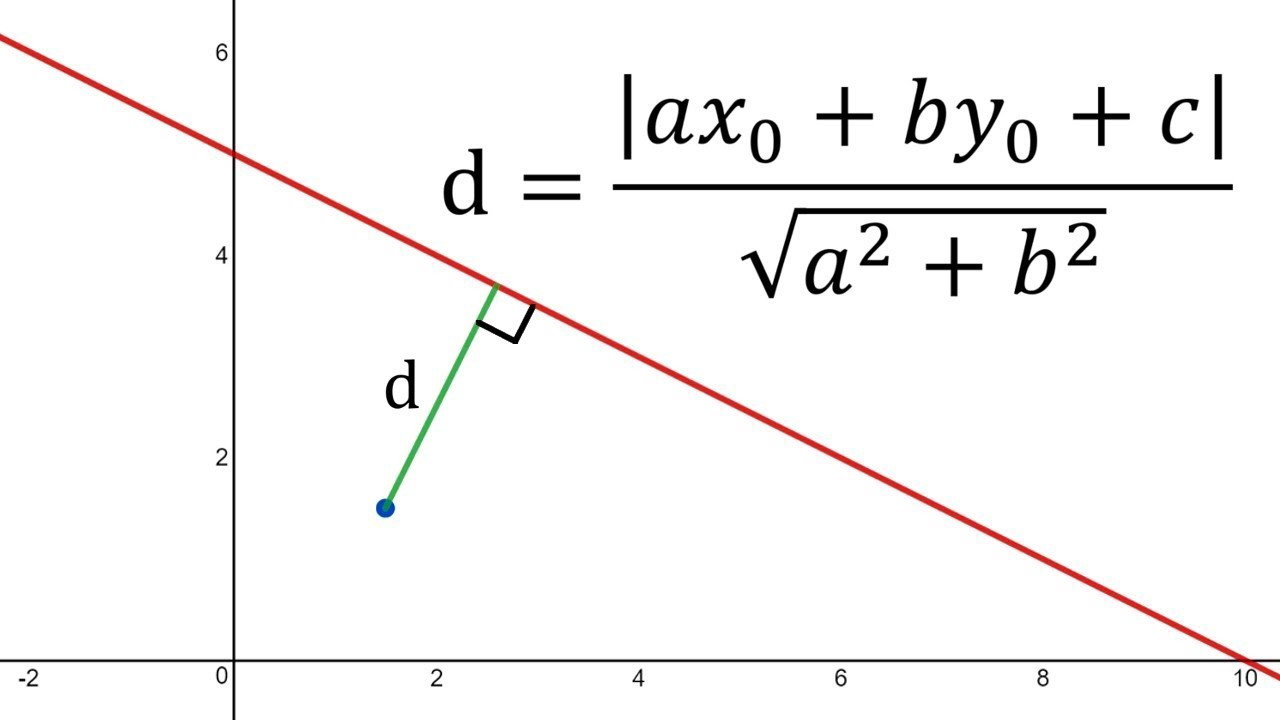 6
d = |ax₀ + by₀ + c| / √a² + b²
4
d
2
-2 0 2 4 6 8 10